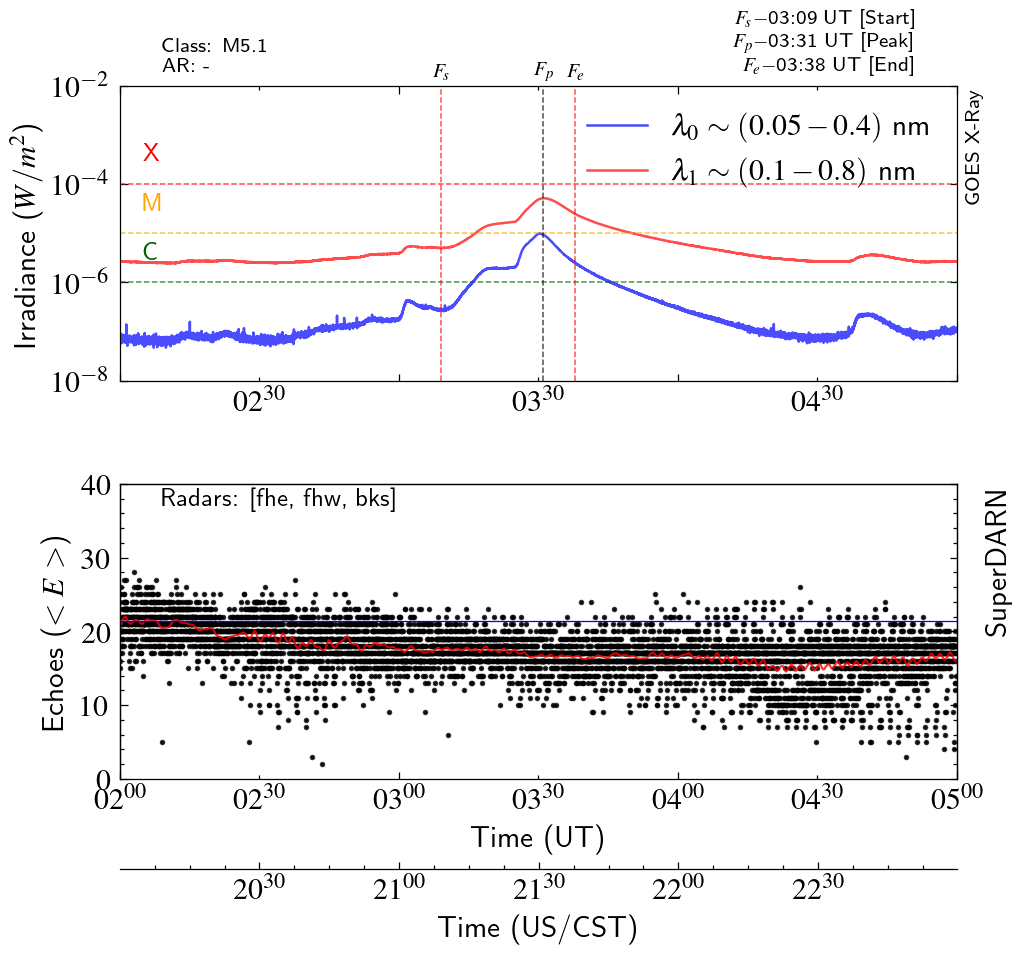 F_s−03:09 UT [Start]
Class: M5.1
F_p−03:31 UT [Peak]
AR: -
F_e−03:38 UT [End]
F_s F_p F_e
10^{-2}
10^{-4}
10^{-6}
10^{-8}
Irradiance (W/m^2)
X
M
C
λ_0 ∼ (0.05 − 0.4) nm
λ_1 ∼ (0.1 − 0.8) nm
GOES X-Ray
02^{30} 03^{30} 04^{30}
Radars: [fhe, fhw, bks]
40
30
20
10
0
Echoes (< E >)
SuperDARN
02^{00} 02^{30} 03^{00} 03^{30} 04^{00} 04^{30} 05^{00}
Time (UT)
20^{30} 21^{00} 21^{30} 22^{00} 22^{30}
Time (US/CST)